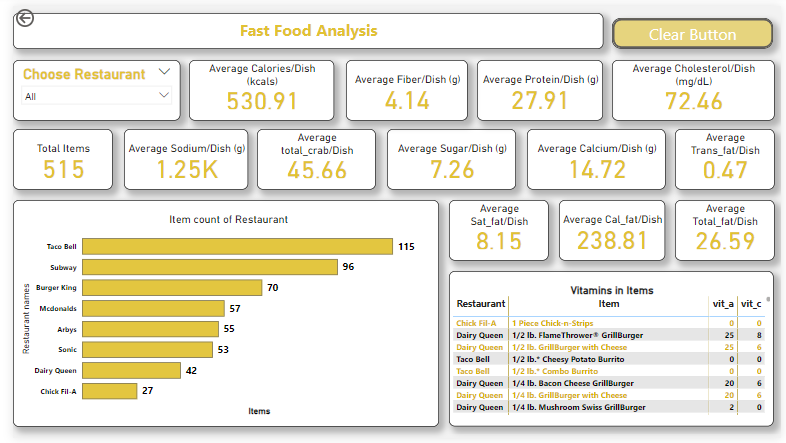 Fast Food Analysis
Clear Button
Choose Restaurant
All
Average Calories/Dish
(kcals)
530.91
Average Fiber/Dish (g)
4.14
Average Protein/Dish (g)
27.91
Average Cholesterol/Dish
(mg/dL)
72.46
Total Items
515
Average Sodium/Dish (g)
1.25K
Average
total_crab/Dish
45.66
Average Sugar/Dish (g)
7.26
Average Calcium/Dish (g)
14.72
Average
Trans_fat/Dish
0.47
Item count of Restaurant
Restaurant names
Taco Bell 115
Subway 96
Burger King 70
Mcdonalds 57
Arbys 55
Sonic 53
Dairy Queen 42
Chick Fil-A 27
Items
Average
Sat_fat/Dish
8.15
Average Cal_fat/Dish
238.81
Average
Total_fat/Dish
26.59
Vitamins in Items
Restaurant Item vit_a vit_c
Chick Fil-A 1 Piece Chick-n-Strips 0 0
Dairy Queen 1/2 lb. FlameThrower® GrillBurger 25 8
Dairy Queen 1/2 lb. GrillBurger with Cheese 25 6
Taco Bell 1/2 lb.* Cheesy Potato Burrito 0 0
Taco Bell 1/2 lb.* Combo Burrito 0 0
Dairy Queen 1/4 lb. Bacon Cheese GrillBurger 20 6
Dairy Queen 1/4 lb. GrillBurger with Cheese 20 6
Dairy Queen 1/4 lb. Mushroom Swiss GrillBurger 2 0